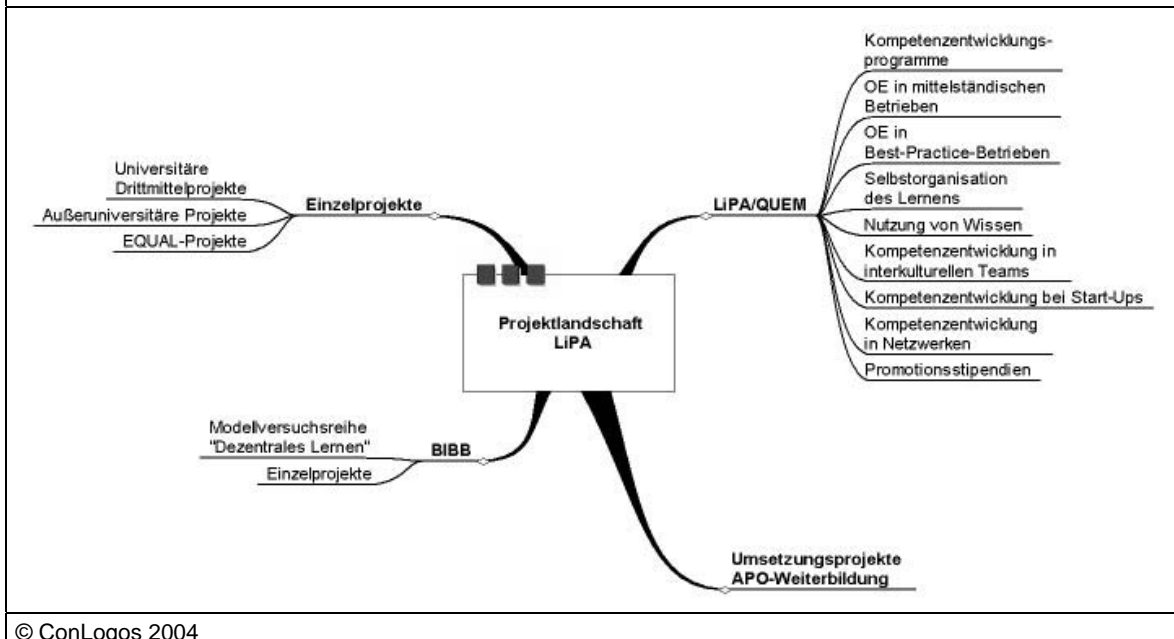 Kompetenzentwicklungs-
programme
OE in mittelständischen
Betrieben
OE in
Best-Practice-Betrieben
Selbstorganisation
des Lernens
Nutzung von Wissen
Kompetenzentwicklung in
interkulturellen Teams
Kompetenzentwicklung bei Start-Ups
Kompetenzentwicklung
in Netzwerken
Promotionsstipendien
LiPA/QUEM
Universitäre
Drittmittelprojekte
Außeruniversitäre Projekte
EQUAL-Projekte
Einzelprojekte
Projektlandschaft
LiPA
Modellversuchsreihe
"Dezentrales Lernen"
Einzelprojekte
BIBB
Umsetzungsprojekte
APO-Weiterbildung
© ConLogos 2004